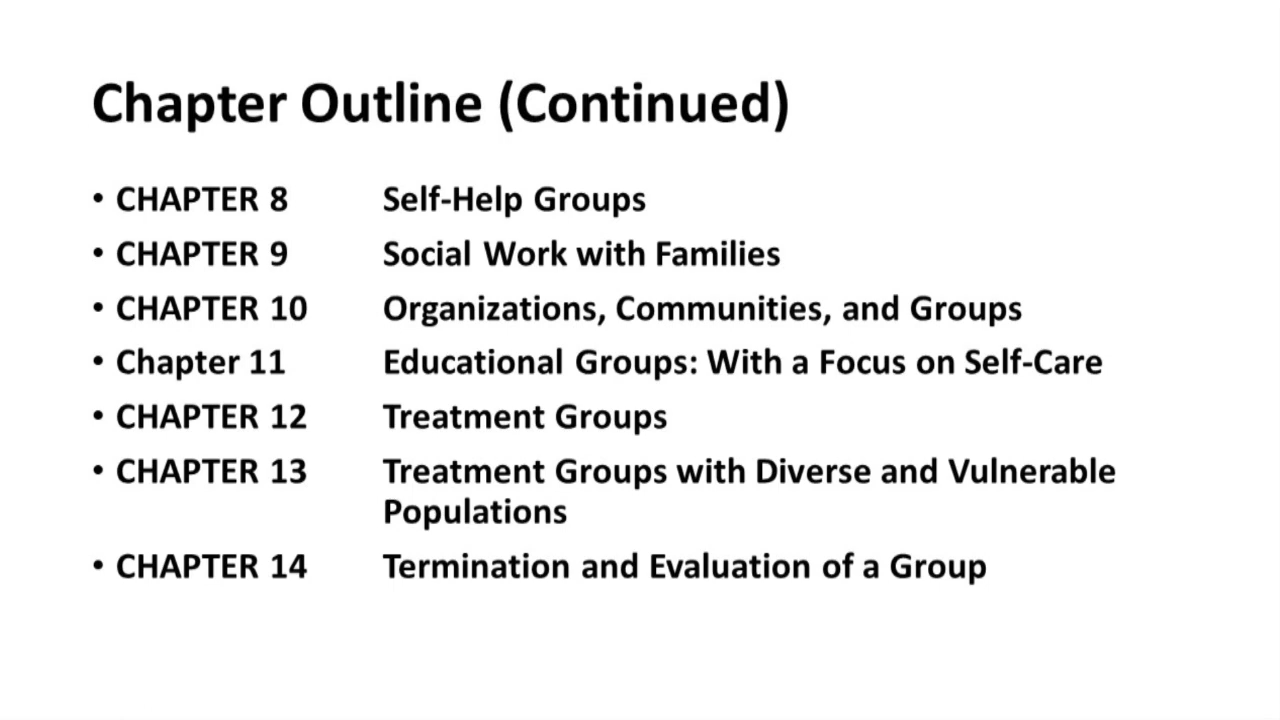 Chapter Outline (Continued)
• CHAPTER 8 Self-Help Groups
• CHAPTER 9 Social Work with Families
• CHAPTER 10 Organizations, Communities, and Groups
• Chapter 11 Educational Groups: With a Focus on Self-Care
• CHAPTER 12 Treatment Groups
• CHAPTER 13 Treatment Groups with Diverse and Vulnerable
Populations
• CHAPTER 14 Termination and Evaluation of a Group